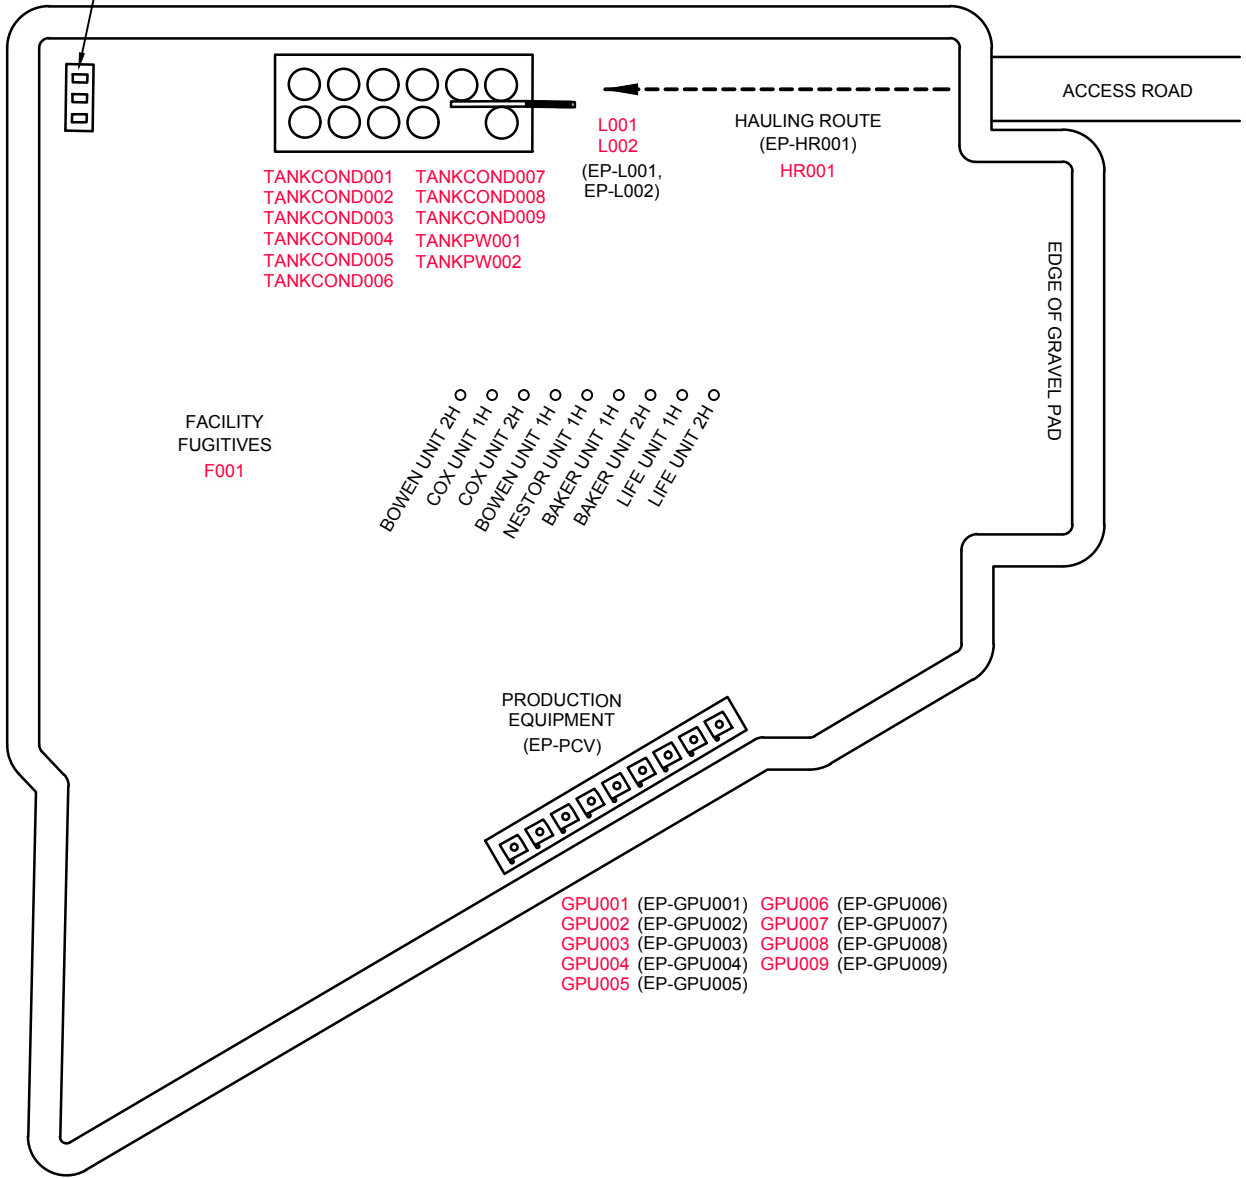 ACCESS ROAD
L001
L002
(EP-L001,
EP-L002)
HAULING ROUTE
(EP-HR001)
HR001
TANKCOND001 TANKCOND007
TANKCOND002 TANKCOND008
TANKCOND003 TANKCOND009
TANKCOND004 TANKPW001
TANKCOND005 TANKPW002
TANKCOND006
EDGE OF GRAVEL PAD
FACILITY
FUGITIVES
F001
BOWEN UNIT 2H
COX UNIT 1H
COX UNIT 2H
BOWEN UNIT 1H
NESTOR UNIT 1H
BAKER UNIT 1H
BAKER UNIT 2H
LIFE UNIT 1H
LIFE UNIT 2H
PRODUCTION
EQUIPMENT
(EP-PCV)
GPU001 (EP-GPU001) GPU006 (EP-GPU006)
GPU002 (EP-GPU002) GPU007 (EP-GPU007)
GPU003 (EP-GPU003) GPU008 (EP-GPU008)
GPU004 (EP-GPU004) GPU009 (EP-GPU009)
GPU005 (EP-GPU005)